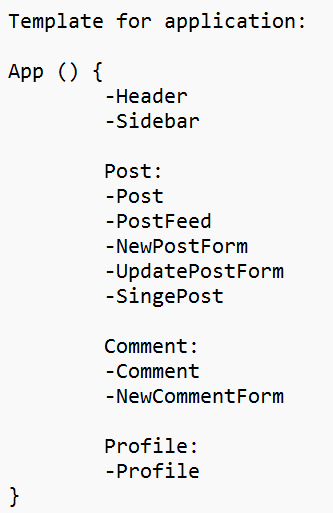 Template for application:
App () {
-Header
-Sidebar
Post:
-Post
-PostFeed
-NewPostForm
-UpdatePostForm
-SingePost
Comment:
-Comment
-NewCommentForm
Profile:
-Profile
}